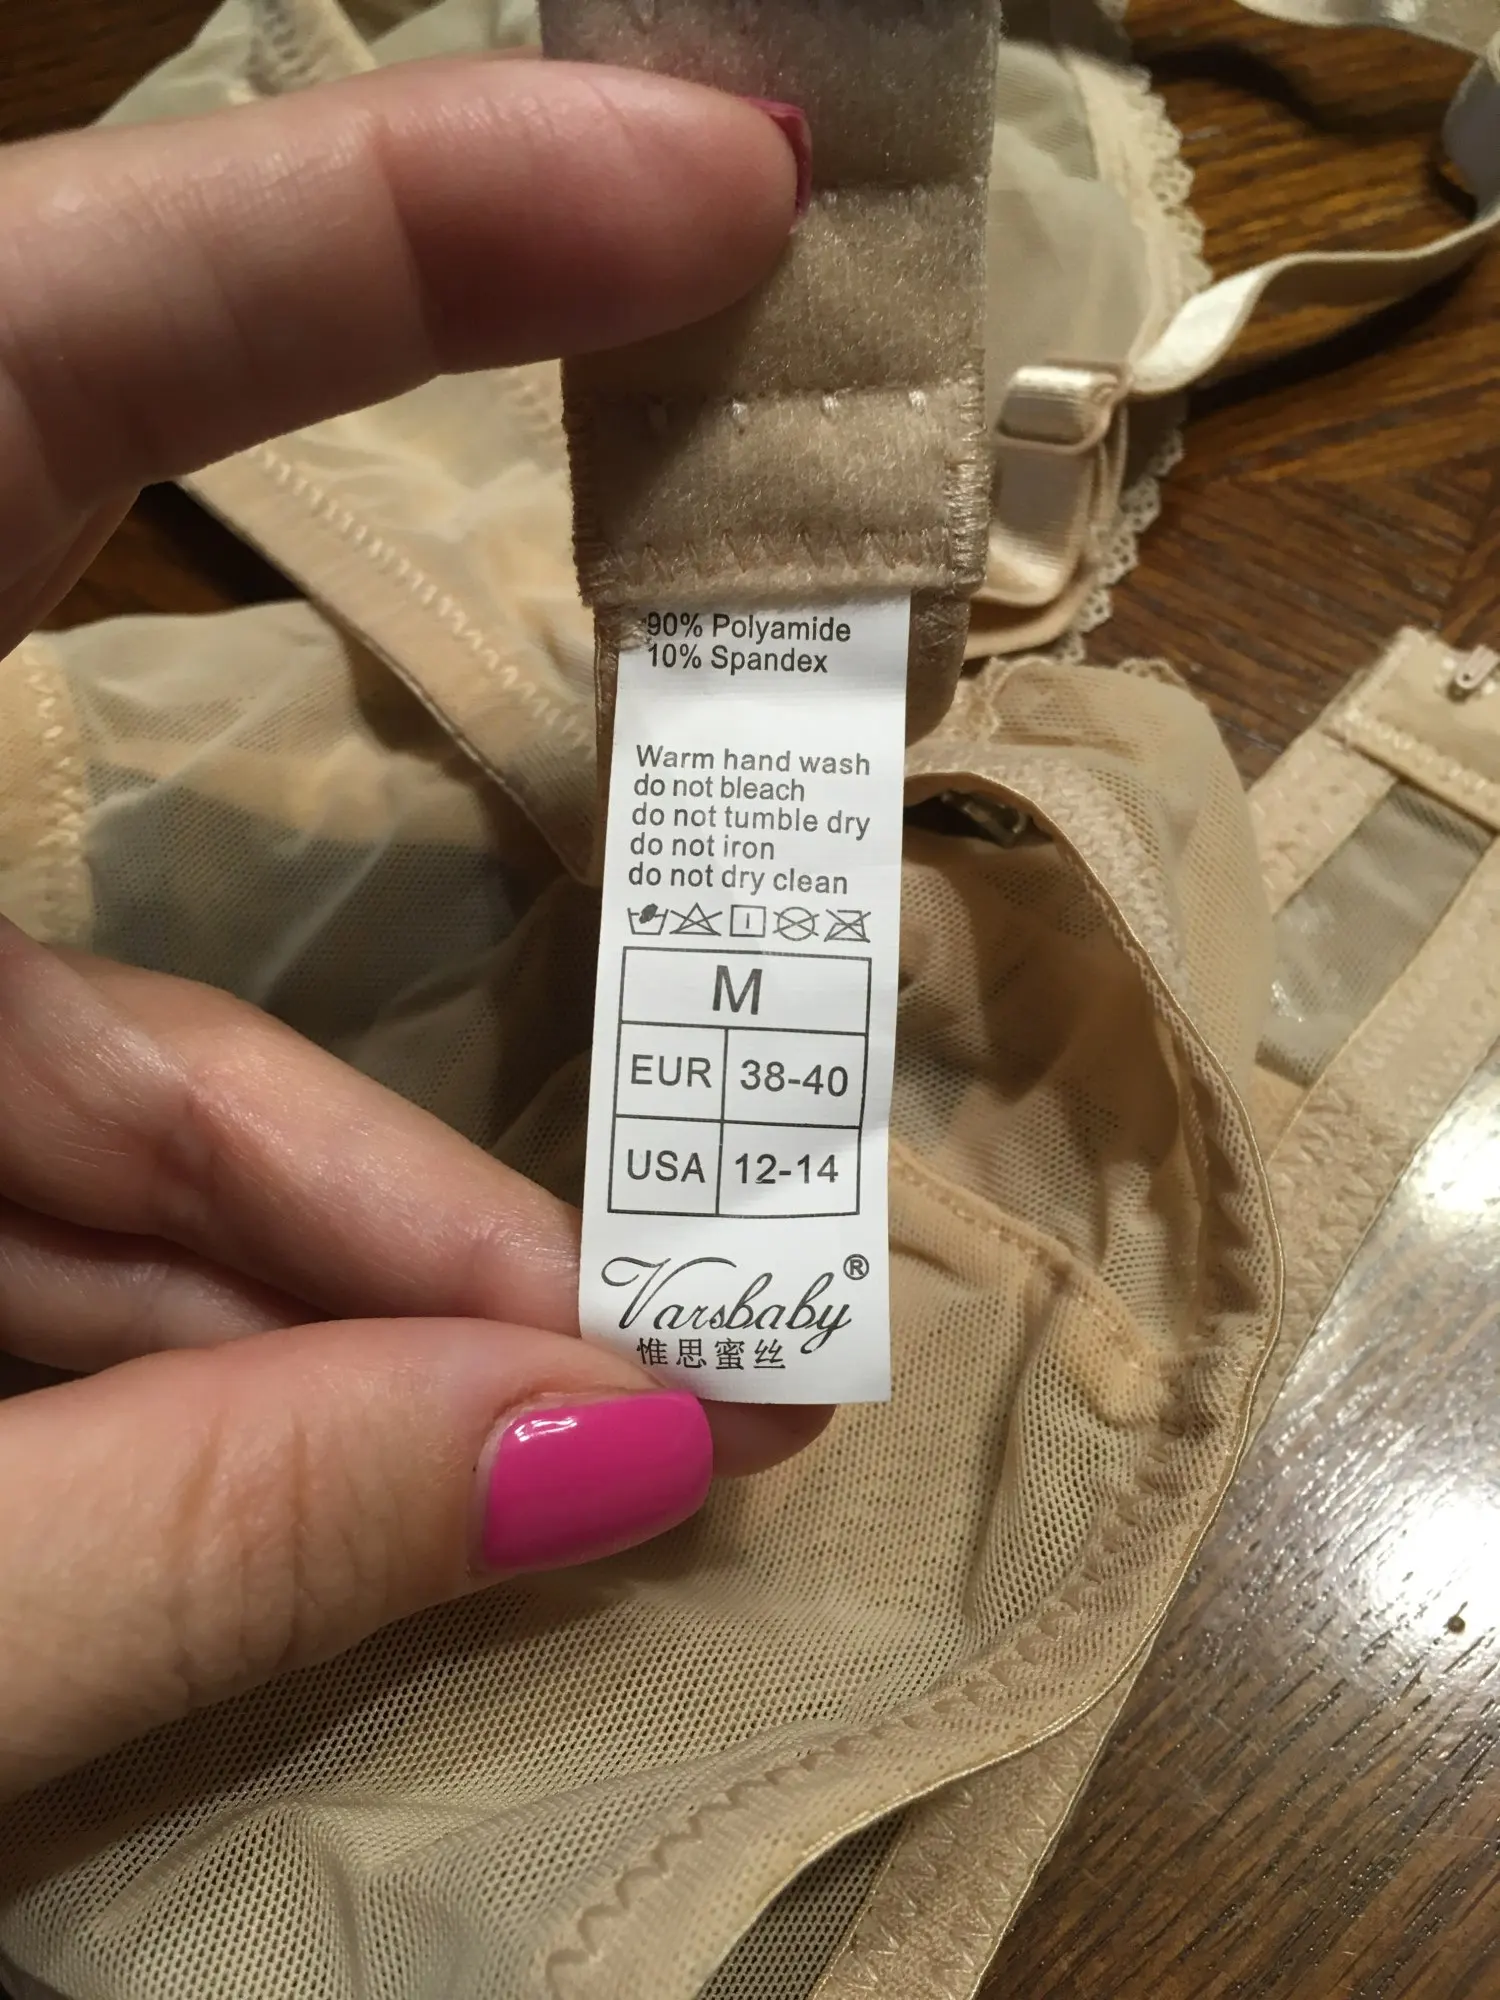 90% Polyamide
10% Spandex
Warm hand wash
do not bleach
do not tumble dry
do not iron
do not dry clean
M
EUR 38-40
USA 12-14
Varsbaby®
惟思蜜丝